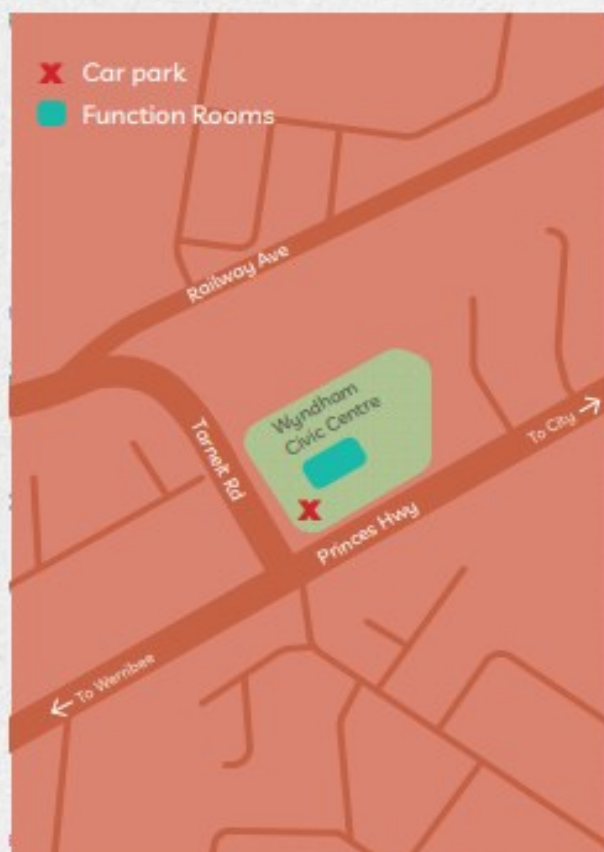 Car park
Function Rooms
Railway Ave
Wyndham
Civic Centre
Tarneit Rd
To City
Princes Hwy
To Werribee